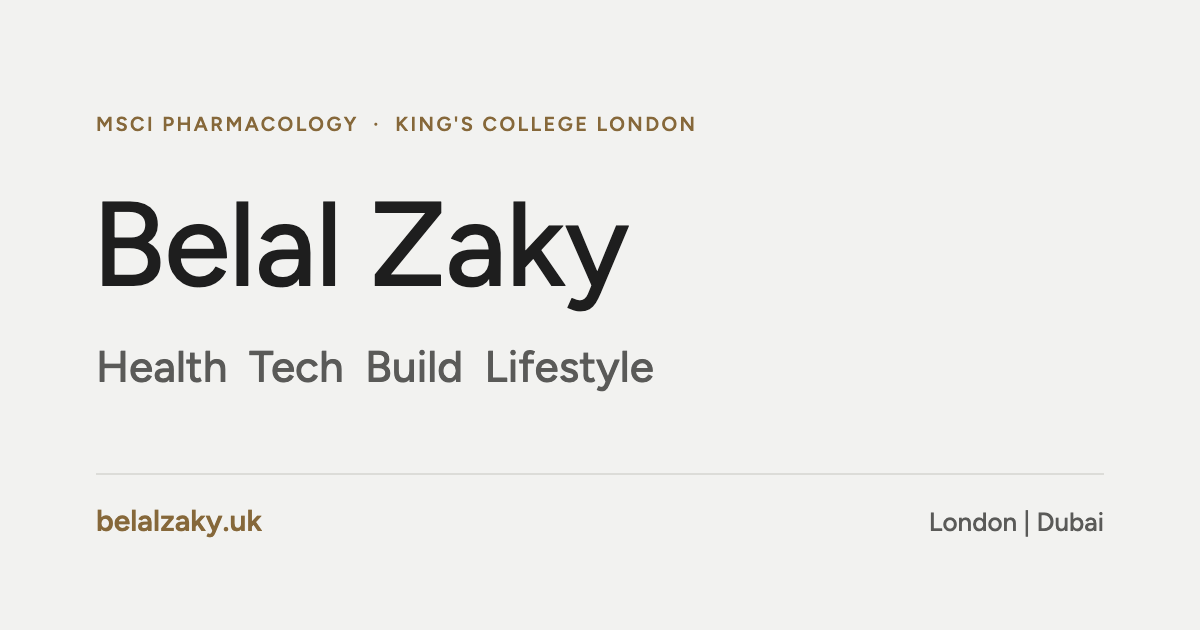 MSCI PHARMACOLOGY · KING'S COLLEGE LONDON
Belal Zaky
Health Tech Build Lifestyle
belalzaky.uk
London | Dubai